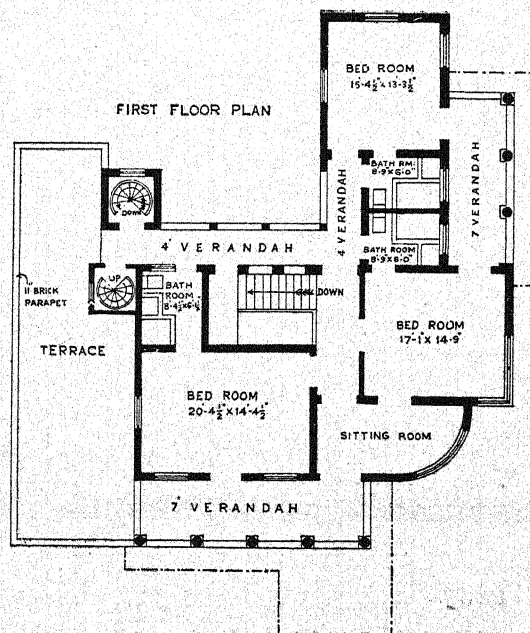 FIRST FLOOR PLAN
BED ROOM
15'-4½" x 13'-3½"
BATH RM.
8'-9" x 6'-0"
4' VERANDAH
7' VERANDAH
DOWN
4' VERANDAH
BATH ROOM
8'-9" x 6'-0"
UP
BATH
ROOM
DOWN
11" BRICK
PARAPET
TERRACE
BED ROOM
17'-1" x 14'-9"
BED ROOM
20'-4½" x 14'-4½"
SITTING ROOM
7' VERANDAH